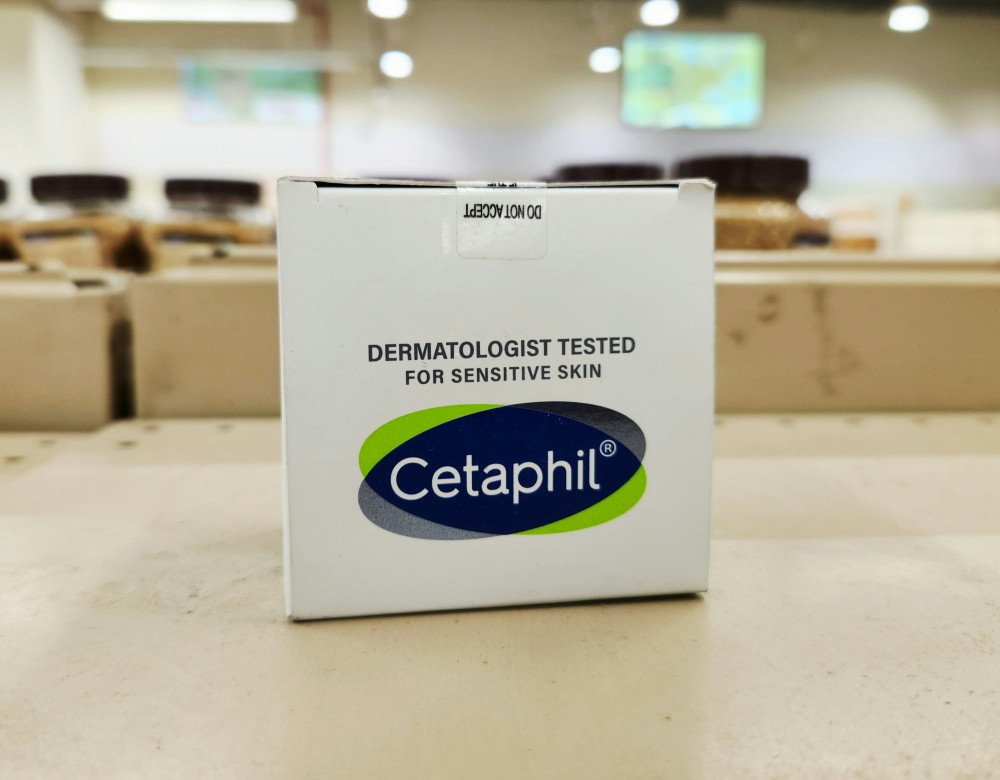 DO NOT ACCEPT
DERMATOLOGIST TESTED
FOR SENSITIVE SKIN
Cetaphil®